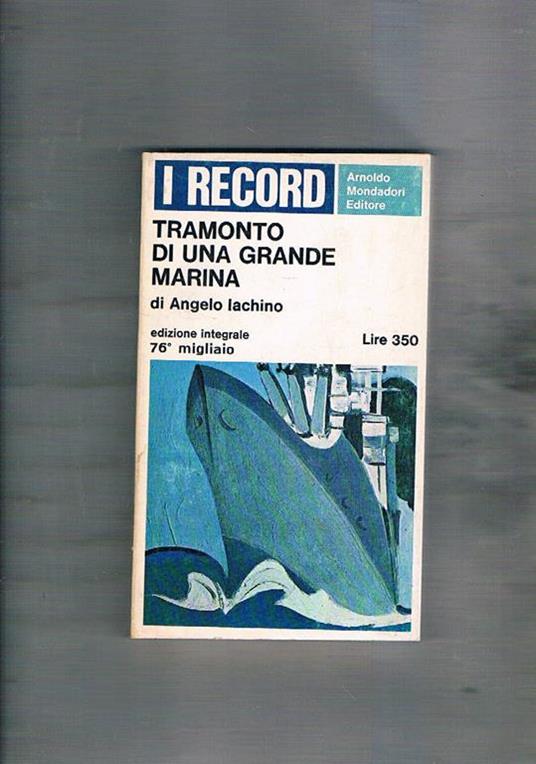 I RECORD
Arnoldo
Mondadori
Editore
TRAMONTO
DI UNA GRANDE
MARINA
di Angelo Iachino
edizione integrale
76° migliaio
Lire 350